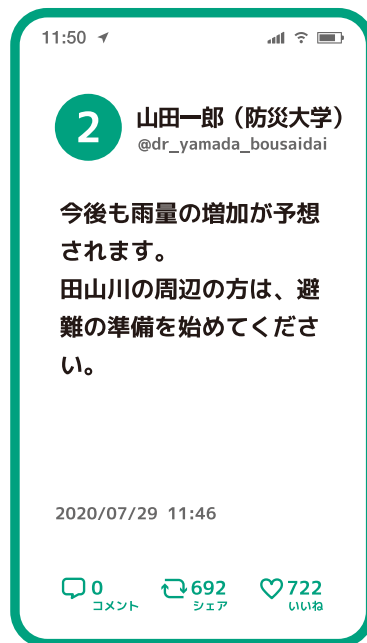 11:50
2
山田一郎（防災大学）
@dr_yamada_bousaidai
今後も雨量の増加が予想
されます。
田山川の周辺の方は、避
難の準備を始めてくださ
い。
2020/07/29 11:46
0 692 722
コメント シェア いいね